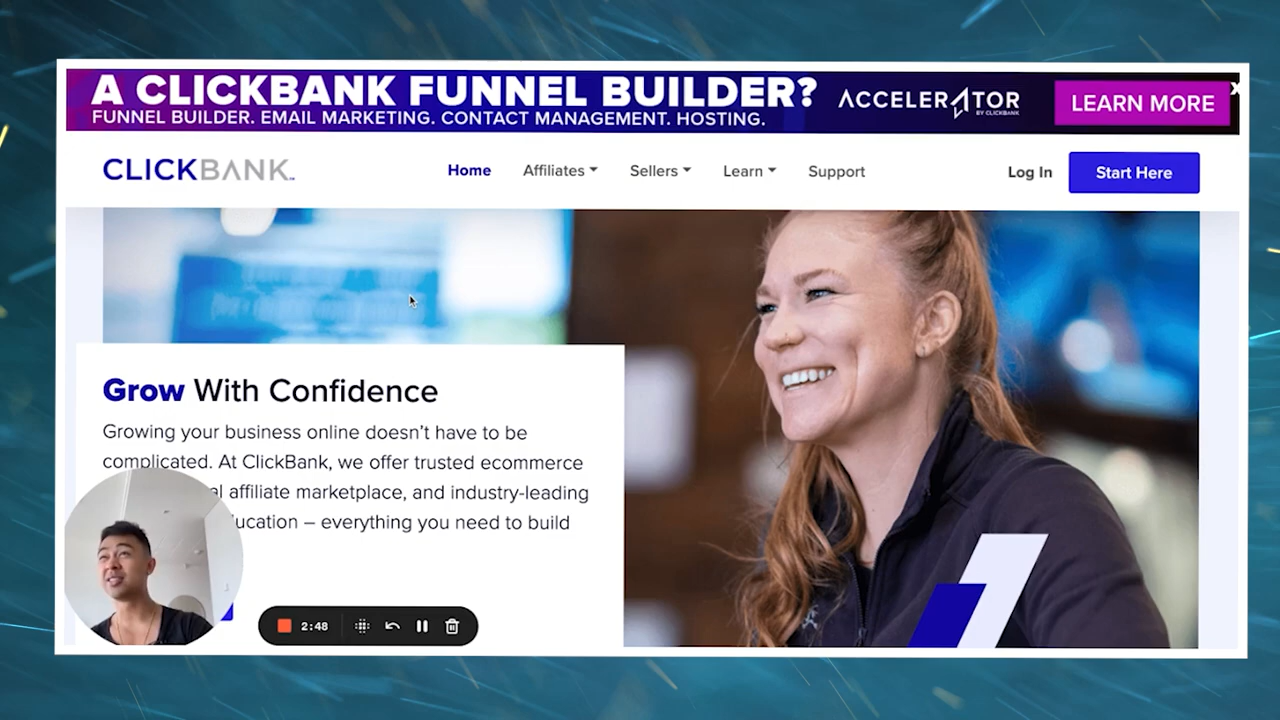 A CLICKBANK FUNNEL BUILDER?
FUNNEL BUILDER. EMAIL MARKETING. CONTACT MANAGEMENT. HOSTING.
ACCELERATOR
BY CLICKBANK
LEARN MORE
X
CLICKBANK
Home
Affiliates
Sellers
Learn
Support
Log In
Start Here
Grow With Confidence
Growing your business online doesn't have to be
complicated. At ClickBank, we offer trusted ecommerce
affiliate marketplace, and industry-leading
– everything you need to build
2:48